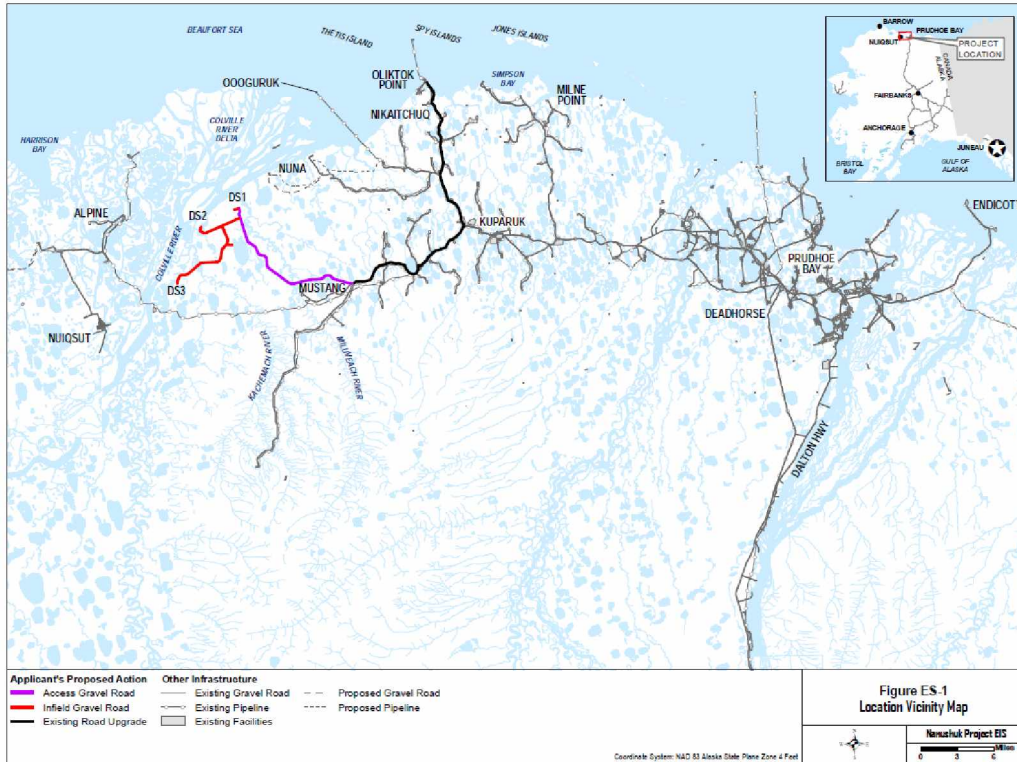 BEAUFORT SEA
THETIS ISLAND
SPY ISLANDS
JONES ISLANDS
BARROW
PRUDHOE BAY
NUIQSUT
PROJECT
LOCATION
CANADA
ALASKA
FAIRBANKS
ANCHORAGE
JUNEAU
BRISTOL
BAY
GULF OF
ALASKA
OOOGURUK
OLIKTOK
POINT
SIMPSON
BAY
MILNE
POINT
NIKAITCHUQ
COLVILLE
RIVER
DELTA
HARRISON
BAY
NUNA
DS1
DS2
ALPINE
COLVILLE RIVER
KUPARUK
ENDICOTT
PRUDHOE
BAY
DS3
MUSTANG
DEADHORSE
NUIQSUT
KACHEMACH RIVER
MILUVEACH RIVER
DALTON HWY
Applicant's Proposed Action
Access Gravel Road
Infield Gravel Road
Existing Road Upgrade
Other Infrastructure
Existing Gravel Road
Existing Pipeline
Existing Facilities
Proposed Gravel Road
Proposed Pipeline
Coordinate System: NAD 83 Alaska State Plane Zone 4 Feet
Figure ES-1
Location Vicinity Map
Nanushuk Project EIS
Miles
0 3 6